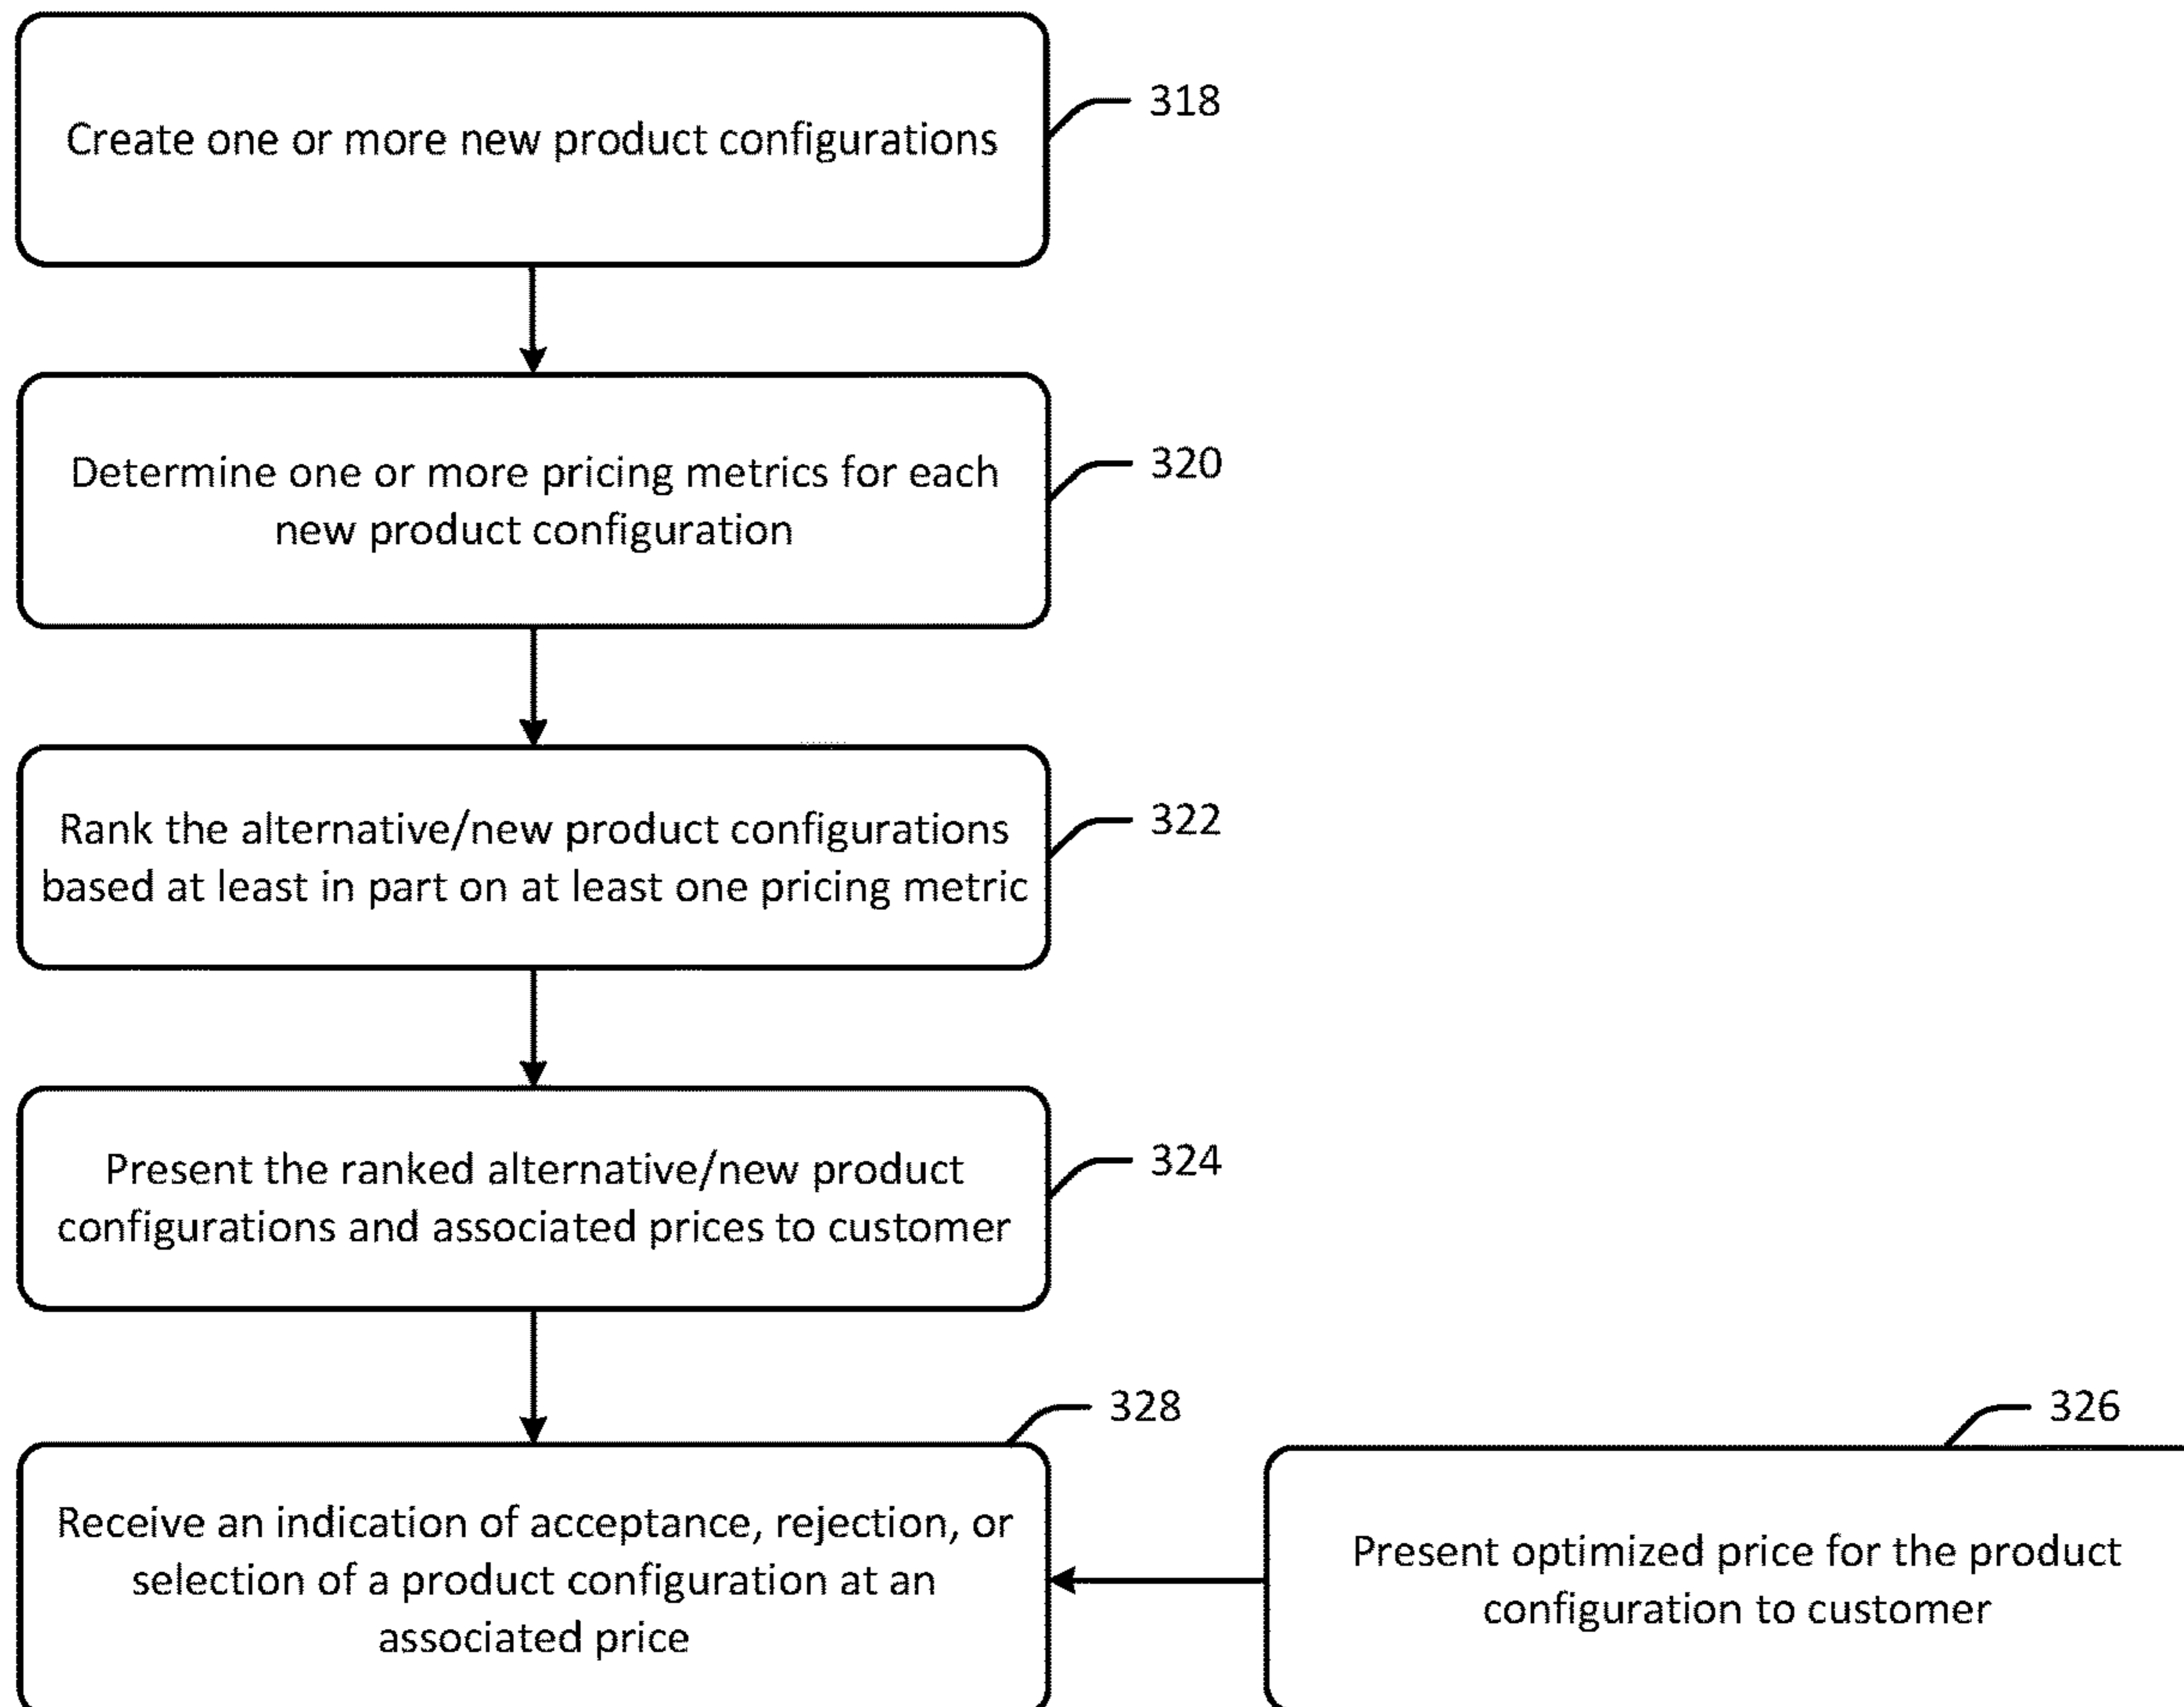 Create one or more new product configurations
318
Determine one or more pricing metrics for each
new product configuration
320
Rank the alternative/new product configurations
based at least in part on at least one pricing metric
322
Present the ranked alternative/new product
configurations and associated prices to customer
324
Receive an indication of acceptance, rejection, or
selection of a product configuration at an
associated price
328
Present optimized price for the product
configuration to customer
326